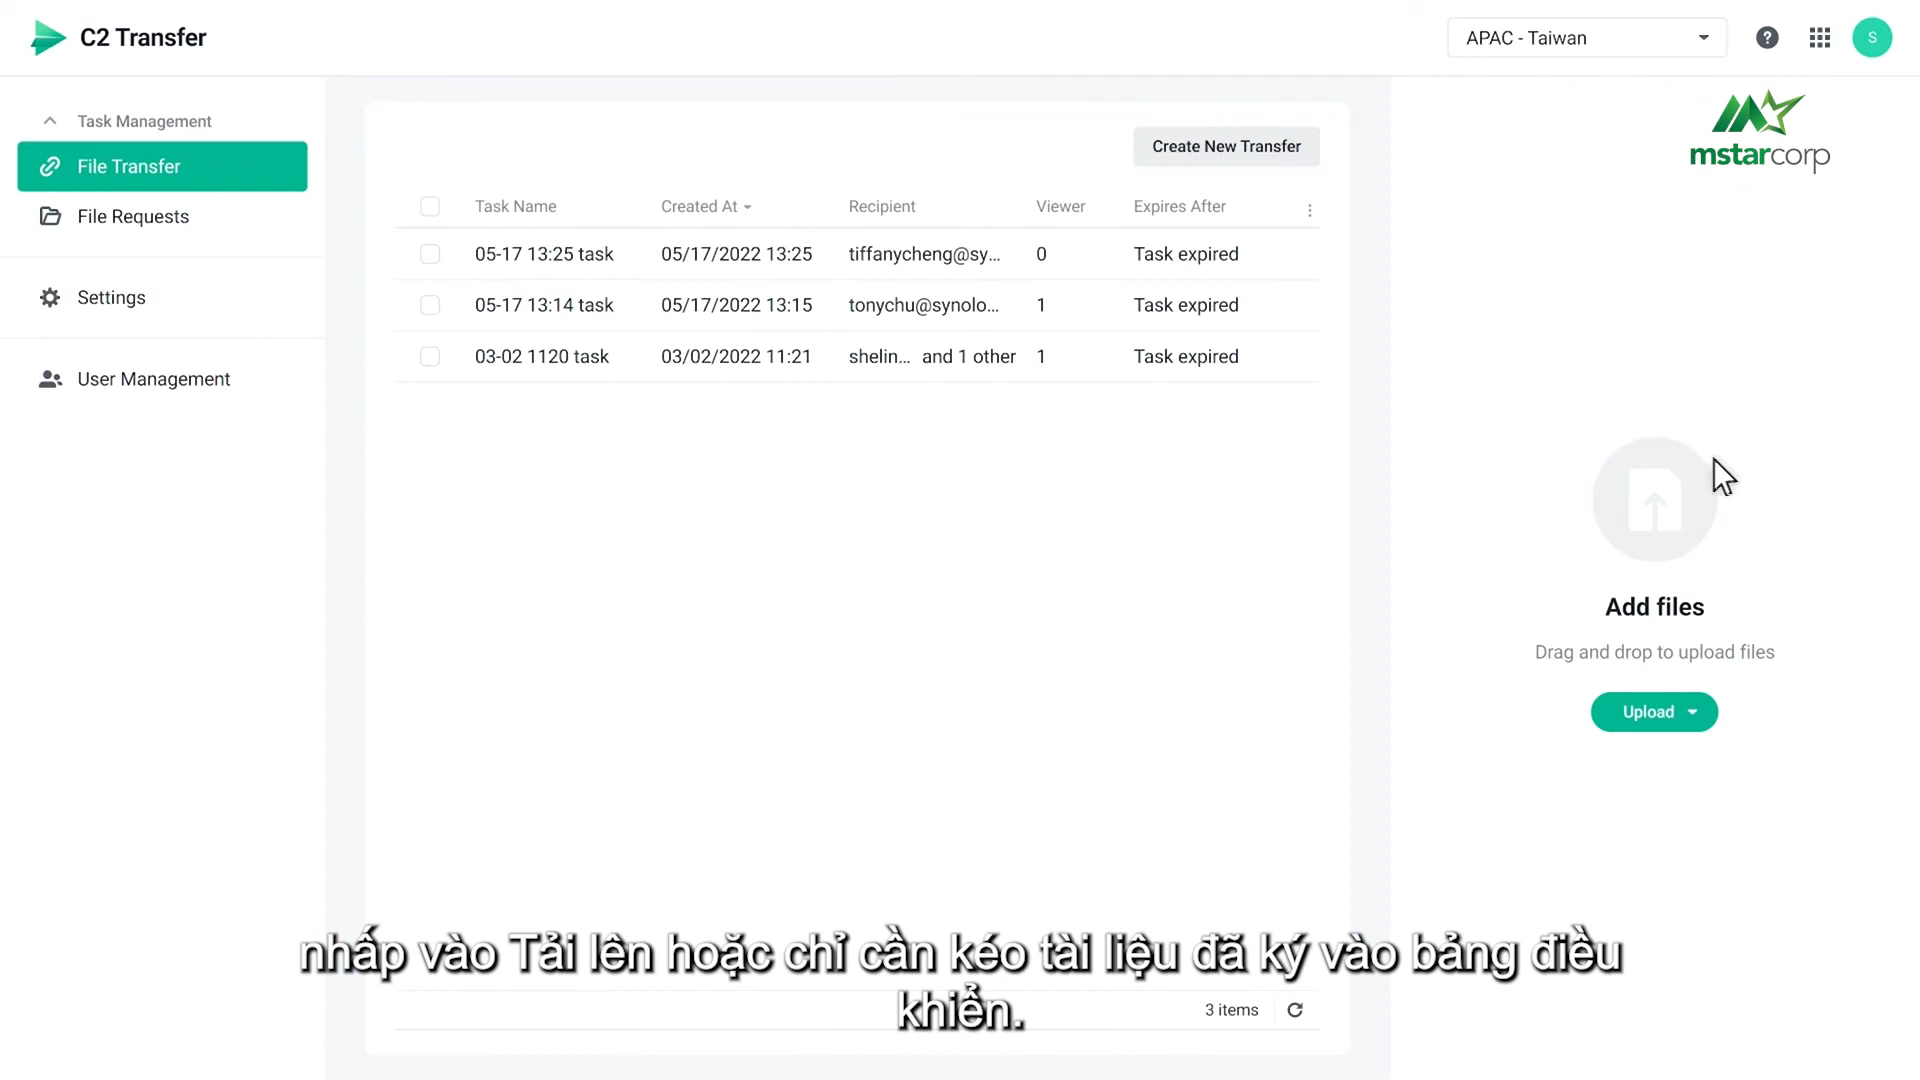 C2 Transfer
APAC - Taiwan
?
S
Task Management
File Transfer
File Requests
Settings
User Management
Create New Transfer
Task Name Created At Recipient Viewer Expires After
05-17 13:25 task 05/17/2022 13:25 tiffanycheng@sy... 0 Task expired
05-17 13:14 task 05/17/2022 13:15 tonychu@synolo... 1 Task expired
03-02 1120 task 03/02/2022 11:21 shelin... and 1 other 1 Task expired
mstarcorp
Add files
Drag and drop to upload files
Upload
nhấp vào Tải lên hoặc chỉ cần kéo tài liệu đã ký vào bảng điều
khiển.
3 items